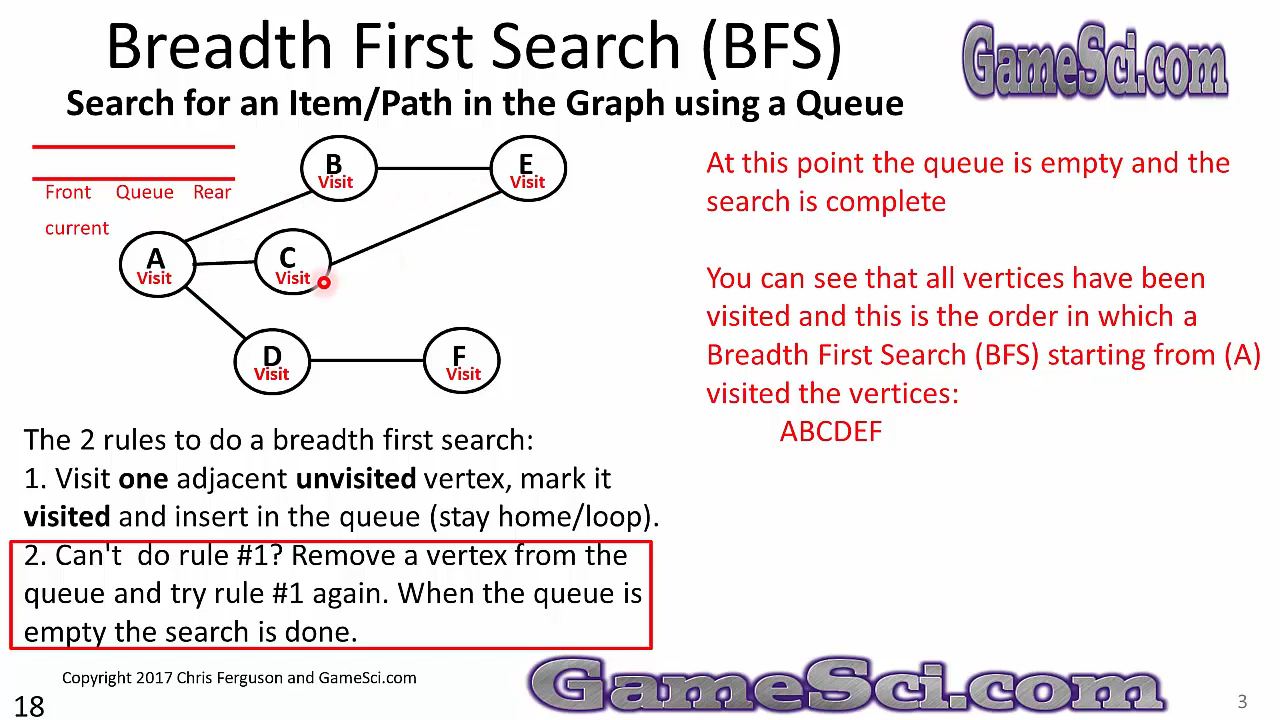 Breadth First Search (BFS)
GameSci.com
Search for an Item/Path in the Graph using a Queue
Front Queue Rear
current
B
Visit
E
Visit
A
Visit
C
Visit
D
Visit
F
Visit
At this point the queue is empty and the
search is complete
You can see that all vertices have been
visited and this is the order in which a
Breadth First Search (BFS) starting from (A)
visited the vertices:
ABCDEF
The 2 rules to do a breadth first search:
1. Visit one adjacent unvisited vertex, mark it
visited and insert in the queue (stay home/loop).
2. Can't do rule #1? Remove a vertex from the
queue and try rule #1 again. When the queue is
empty the search is done.
Copyright 2017 Chris Ferguson and GameSci.com
GameSci.com
18
3